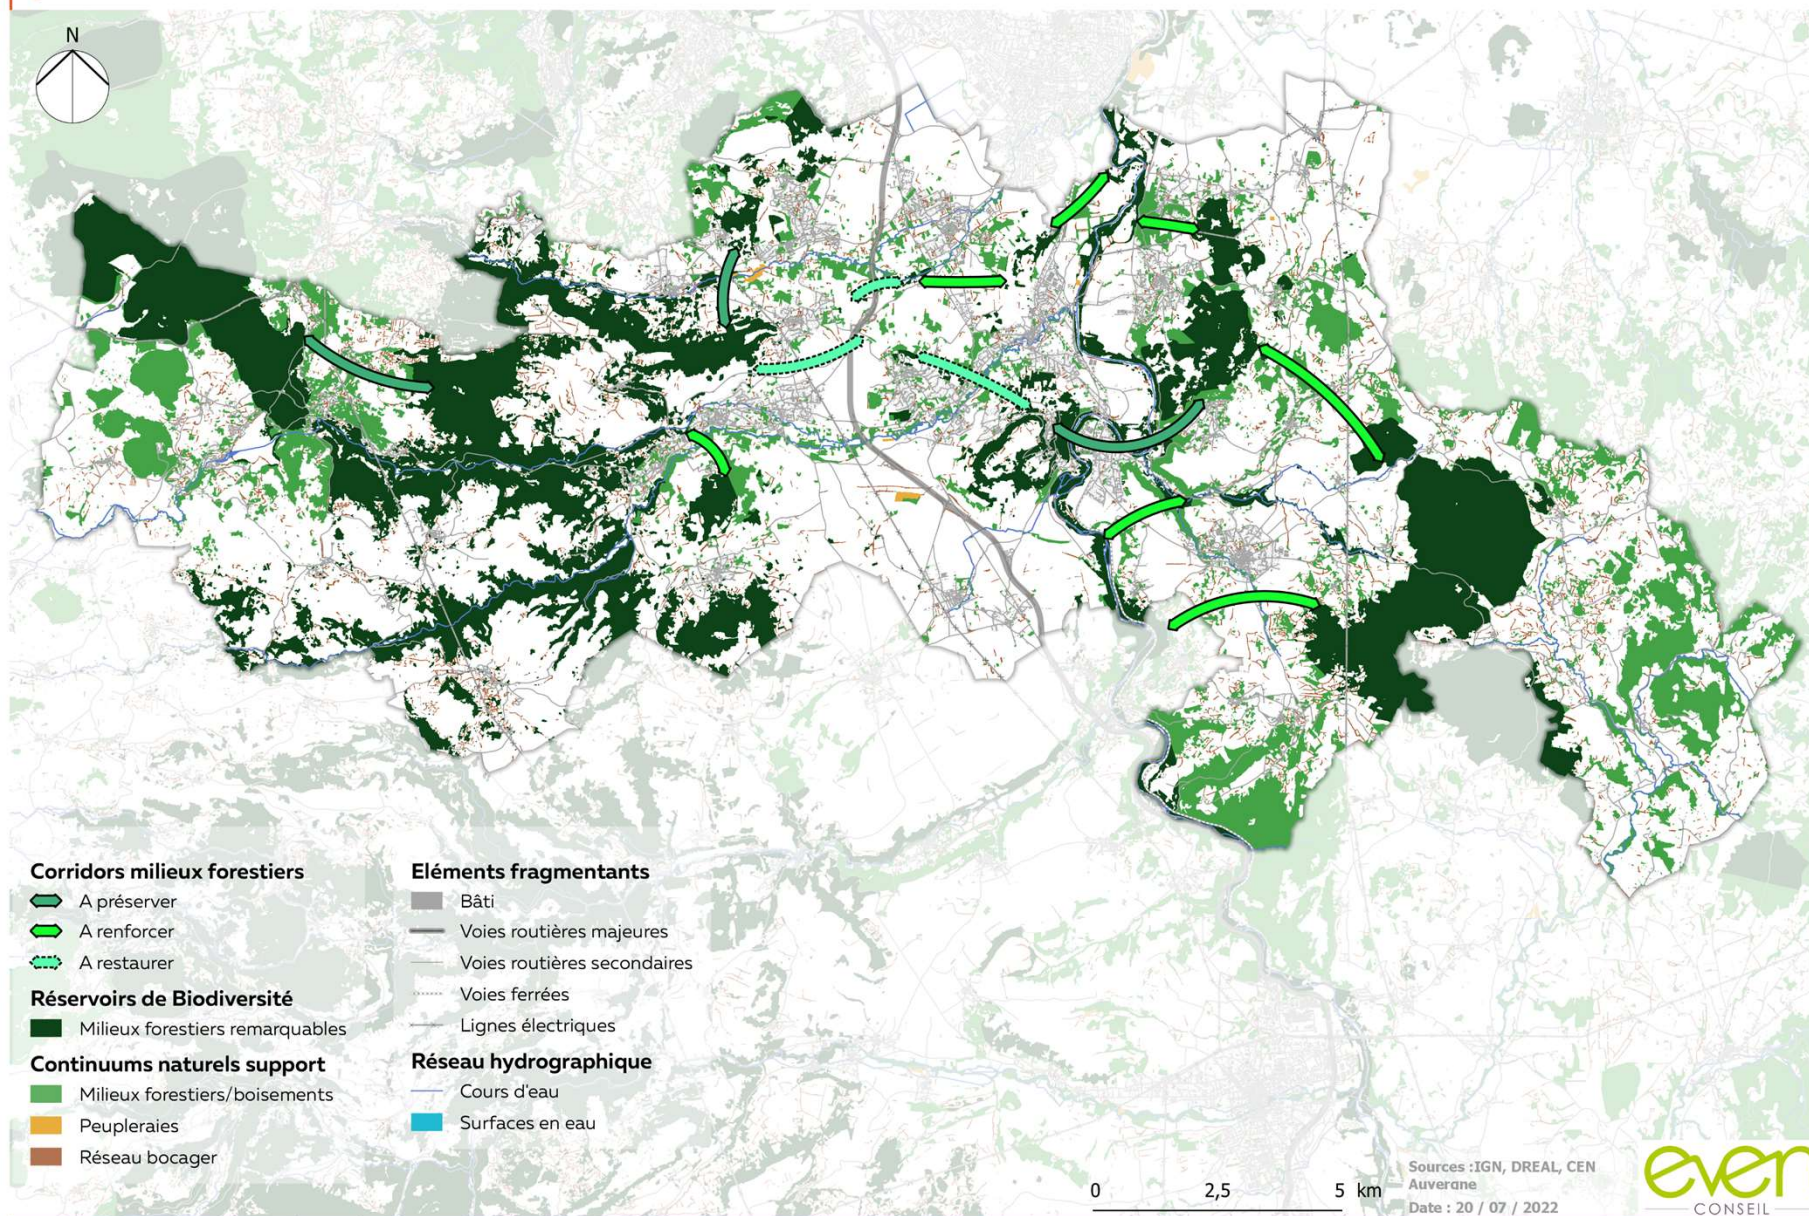 N
Corridors milieux forestiers
A préserver
A renforcer
A restaurer
Réservoirs de Biodiversité
Milieux forestiers remarquables
Continuums naturels support
Milieux forestiers/boisements
Peupleraies
Réseau bocager
Eléments fragmentants
Bâti
Voies routières majeures
Voies routières secondaires
Voies ferrées
Lignes électriques
Réseau hydrographique
Cours d'eau
Surfaces en eau
0 2,5 5 km
Sources :IGN, DREAL, CEN
Auvergne
Date : 20 / 07 / 2022
even
CONSEIL